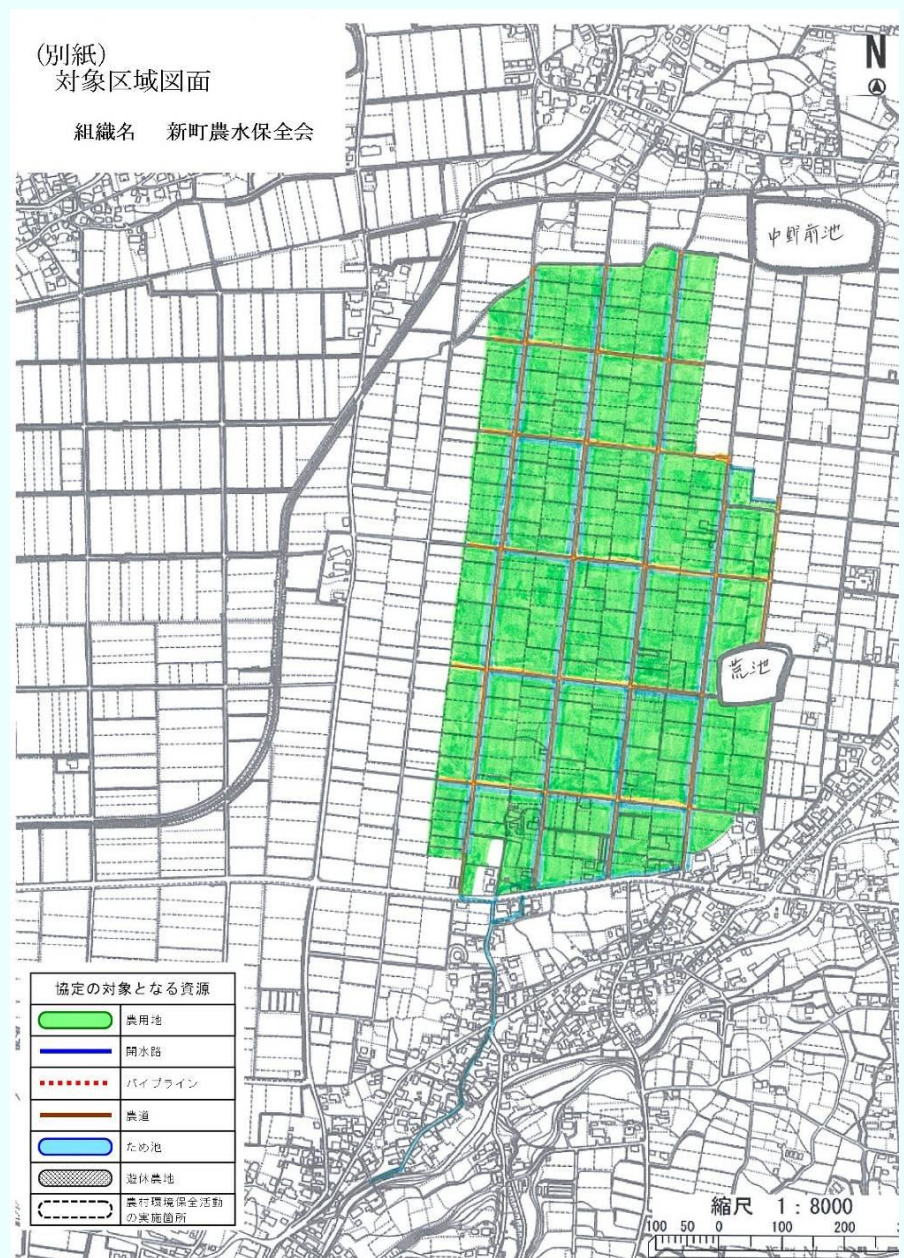 (別紙)
対象区域図面
組織名 新町農水保全会
N
中野前池
荒池
協定の対象となる資源
農用地
開水路
パイプライン
農道
ため池
遊休農地
農村環境保全活動
の実施箇所
縮尺 1:8000
100 50 0 100 200